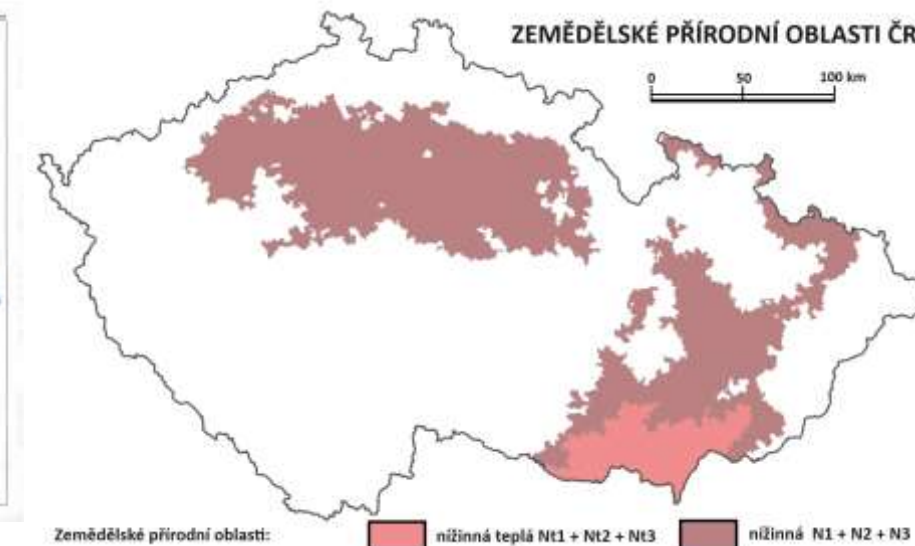 ZEMĚDĚLSKÉ PŘÍRODNÍ OBLASTI ČR
0 50 100 km
Zemědělské přírodní oblasti: nížinná teplá Nt1 + Nt2 + Nt3 nížinná N1 + N2 + N3